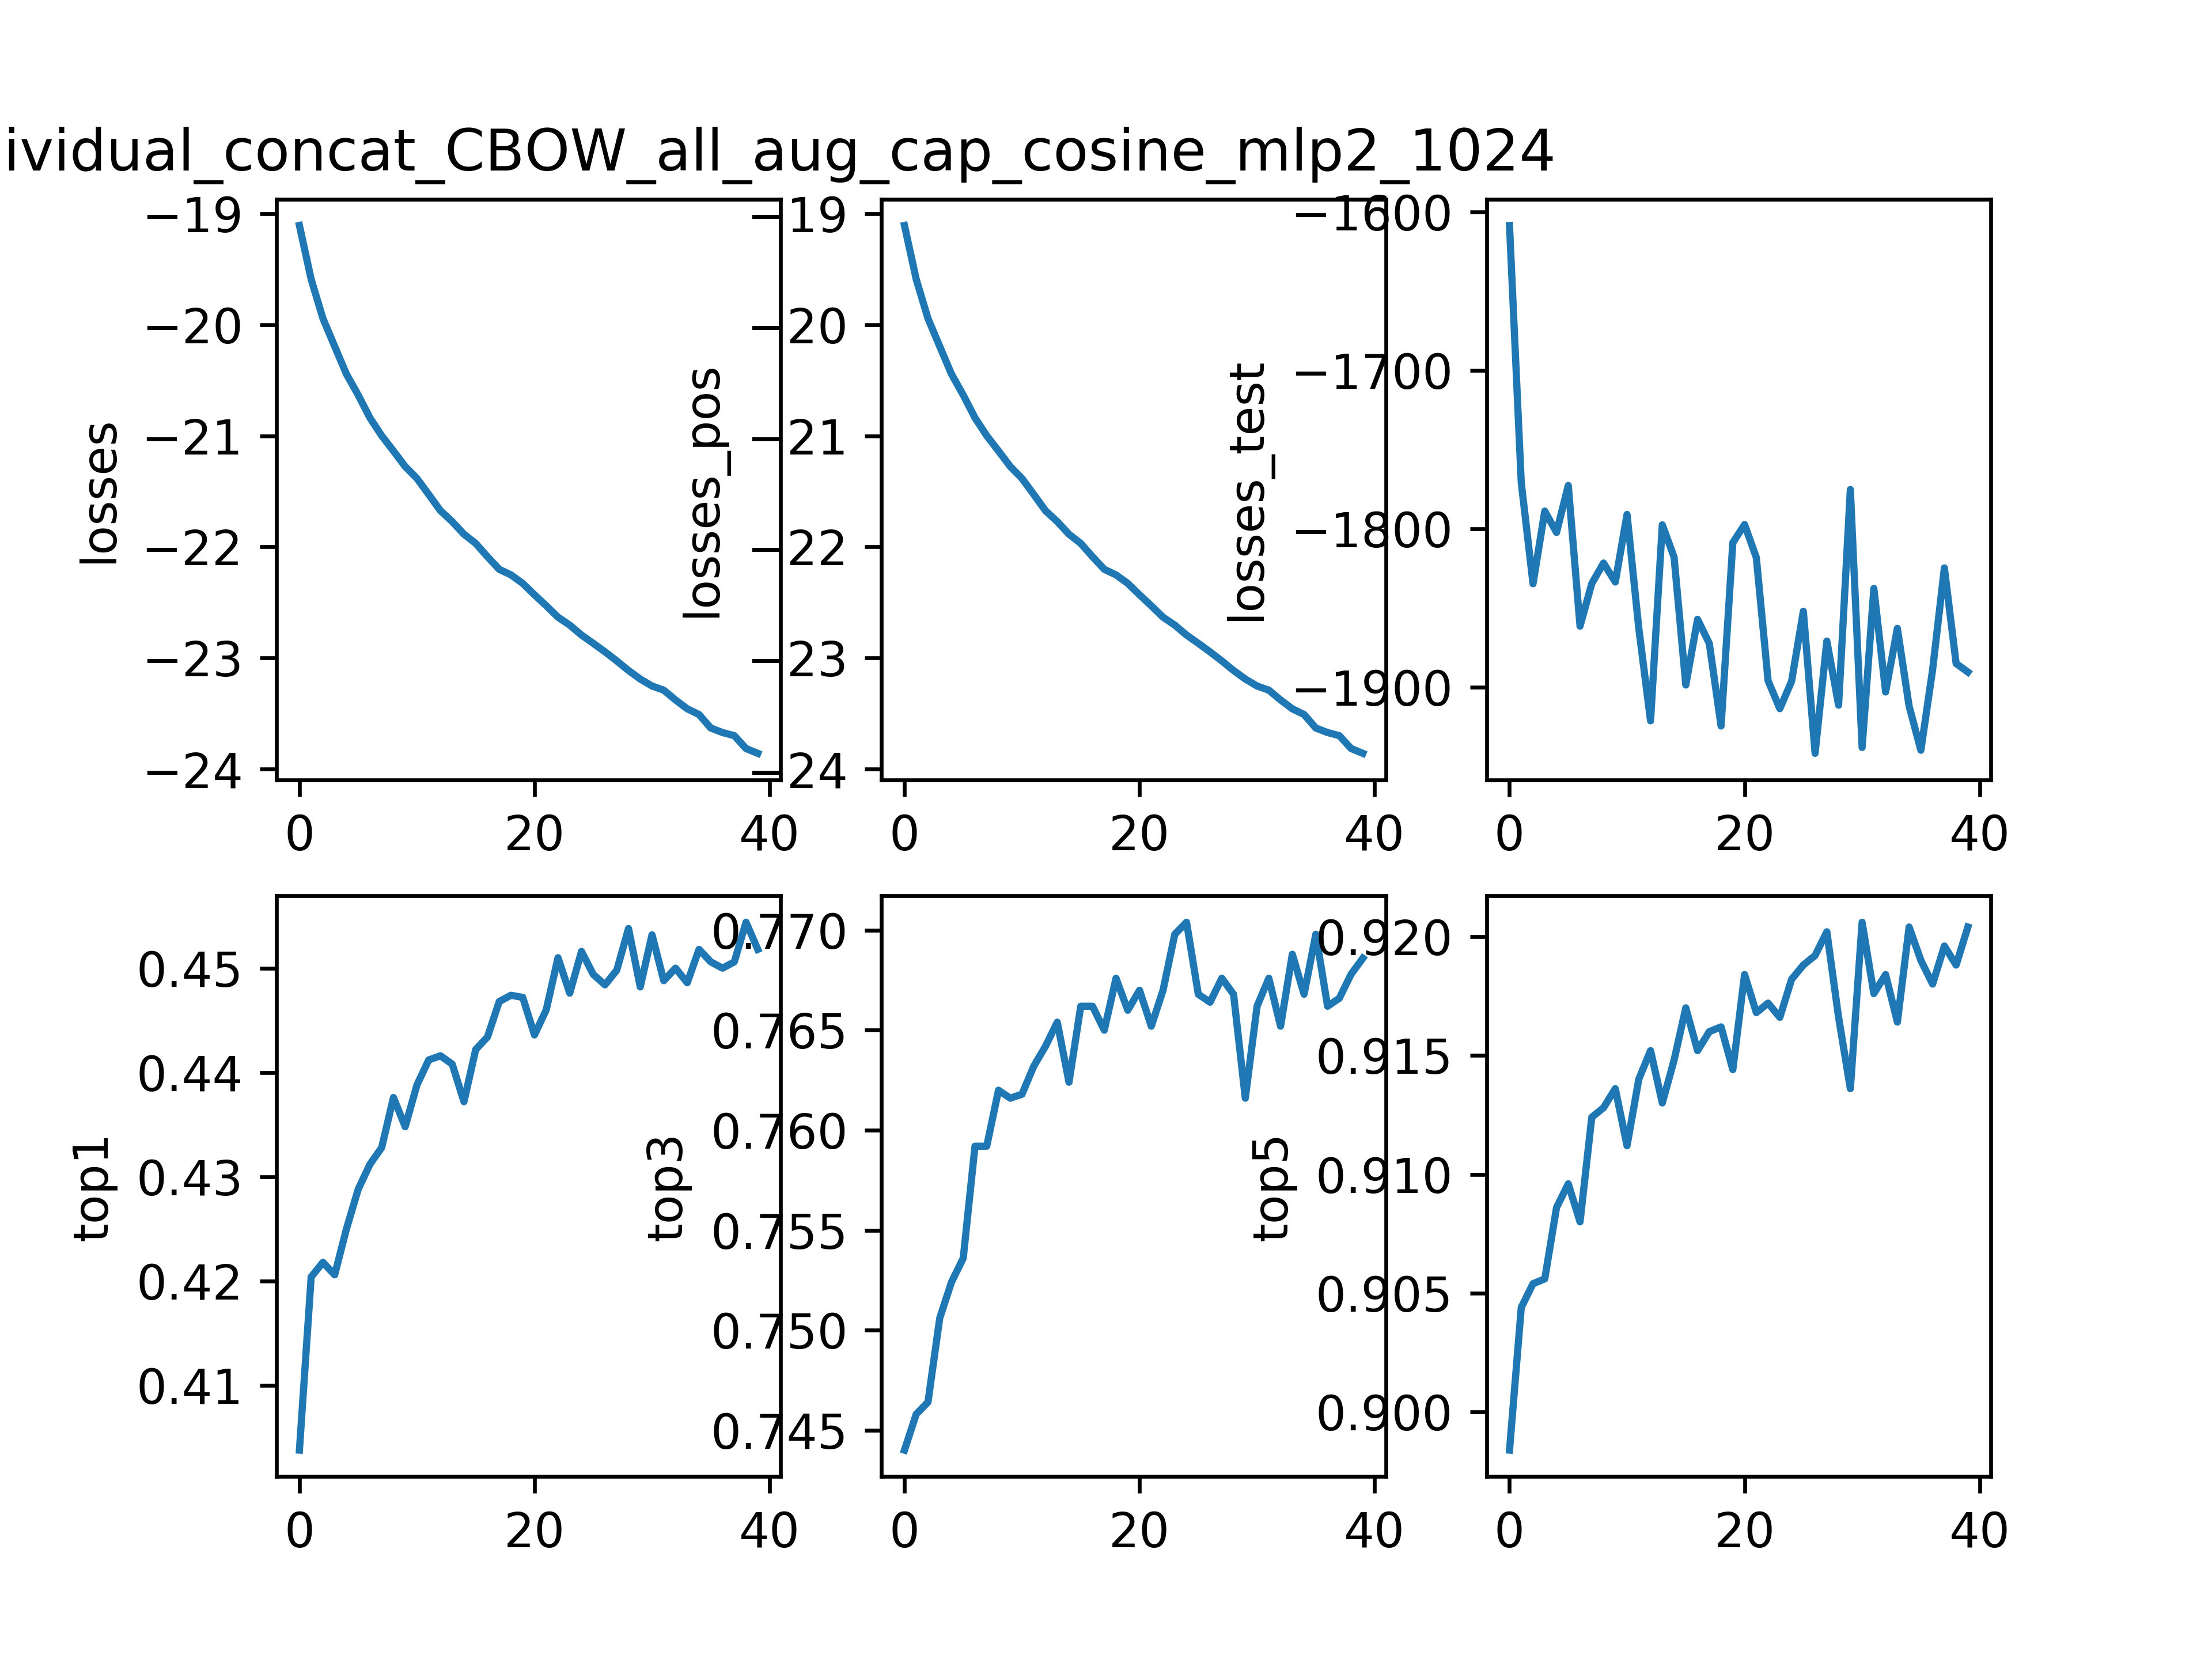 ividual_concat_CBOW_all_aug_cap_cosine_mlp2_1024
losses
−19
−20
−21
−22
−23
−24
0 20 40
losses_pos
−19
−20
−21
−22
−23
−24
0 20 40
losses_test
−1600
−1700
−1800
−1900
0 20 40
top1
0.45
0.44
0.43
0.42
0.41
0 20 40
top3
0.770
0.765
0.760
0.755
0.750
0.745
0 20 40
top5
0.920
0.915
0.910
0.905
0.900
0 20 40